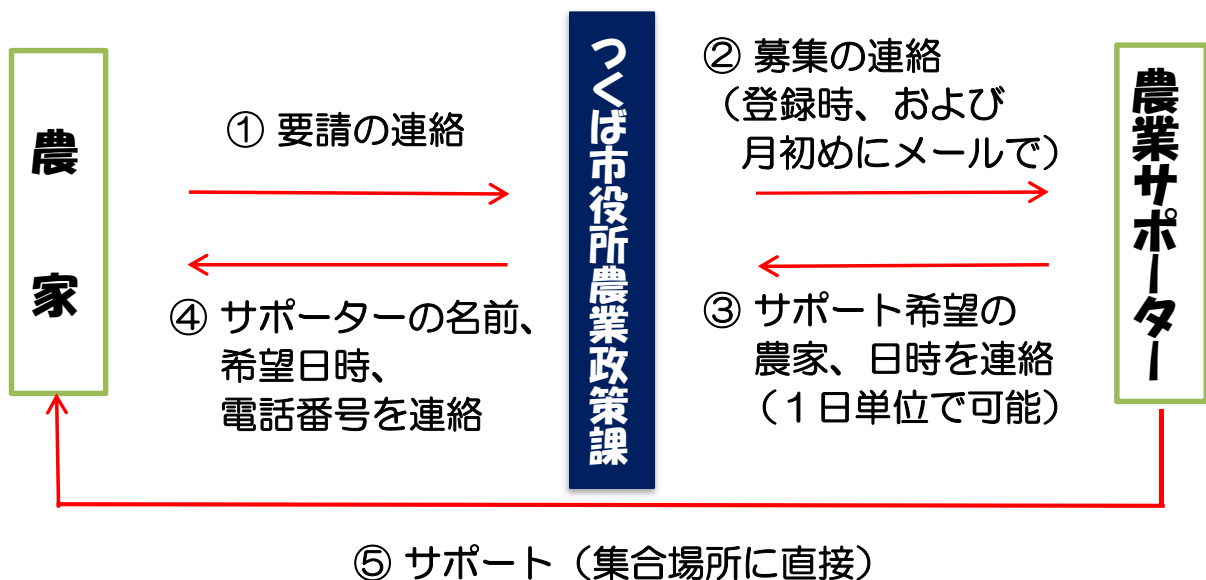 農家
① 要請の連絡
④ サポーターの名前、
希望日時、
電話番号を連絡
つくば市役所農業政策課
② 募集の連絡
（登録時、および
月初めにメールで）
③ サポート希望の
農家、日時を連絡
（１日単位で可能）
農業サポーター
⑤ サポート（集合場所に直接）